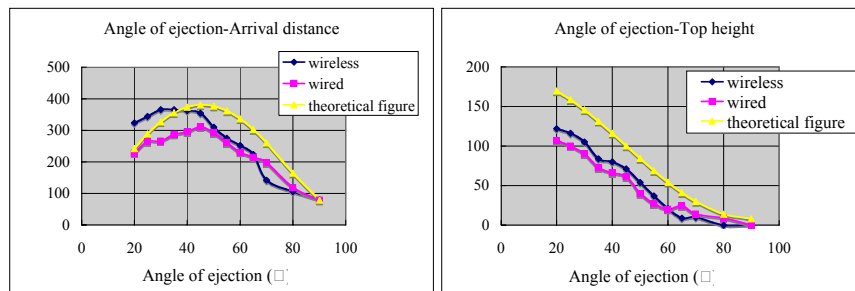 Angle of ejection-Arrival distance
500
400
300
200
100
0
0 20 40 60 80 100
Angle of ejection (□)
wireless
wired
theoretical figure
Angle of ejection-Top height
200
150
100
50
0
0 20 40 60 80 100
Angle of ejection (□)
wireless
wired
theoretical figure